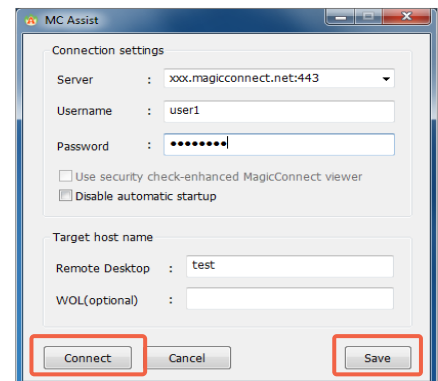 MC Assist
Connection settings
Server : xxx.magicconnect.net:443
Username : user1
Password : ••••••••
Use security check-enhanced MagicConnect viewer
Disable automatic startup
Target host name
Remote Desktop : test
WOL(optional) :
Connect Cancel Save